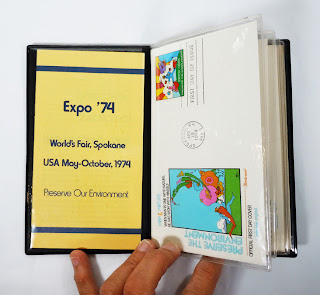 Expo '74
World's Fair, Spokane
USA May-October, 1974
Preserve Our Environment
FIRST DAY OF ISSUE
PRESERVE THE
ENVIRONMENT
OFFICIAL FIRST DAY COVER